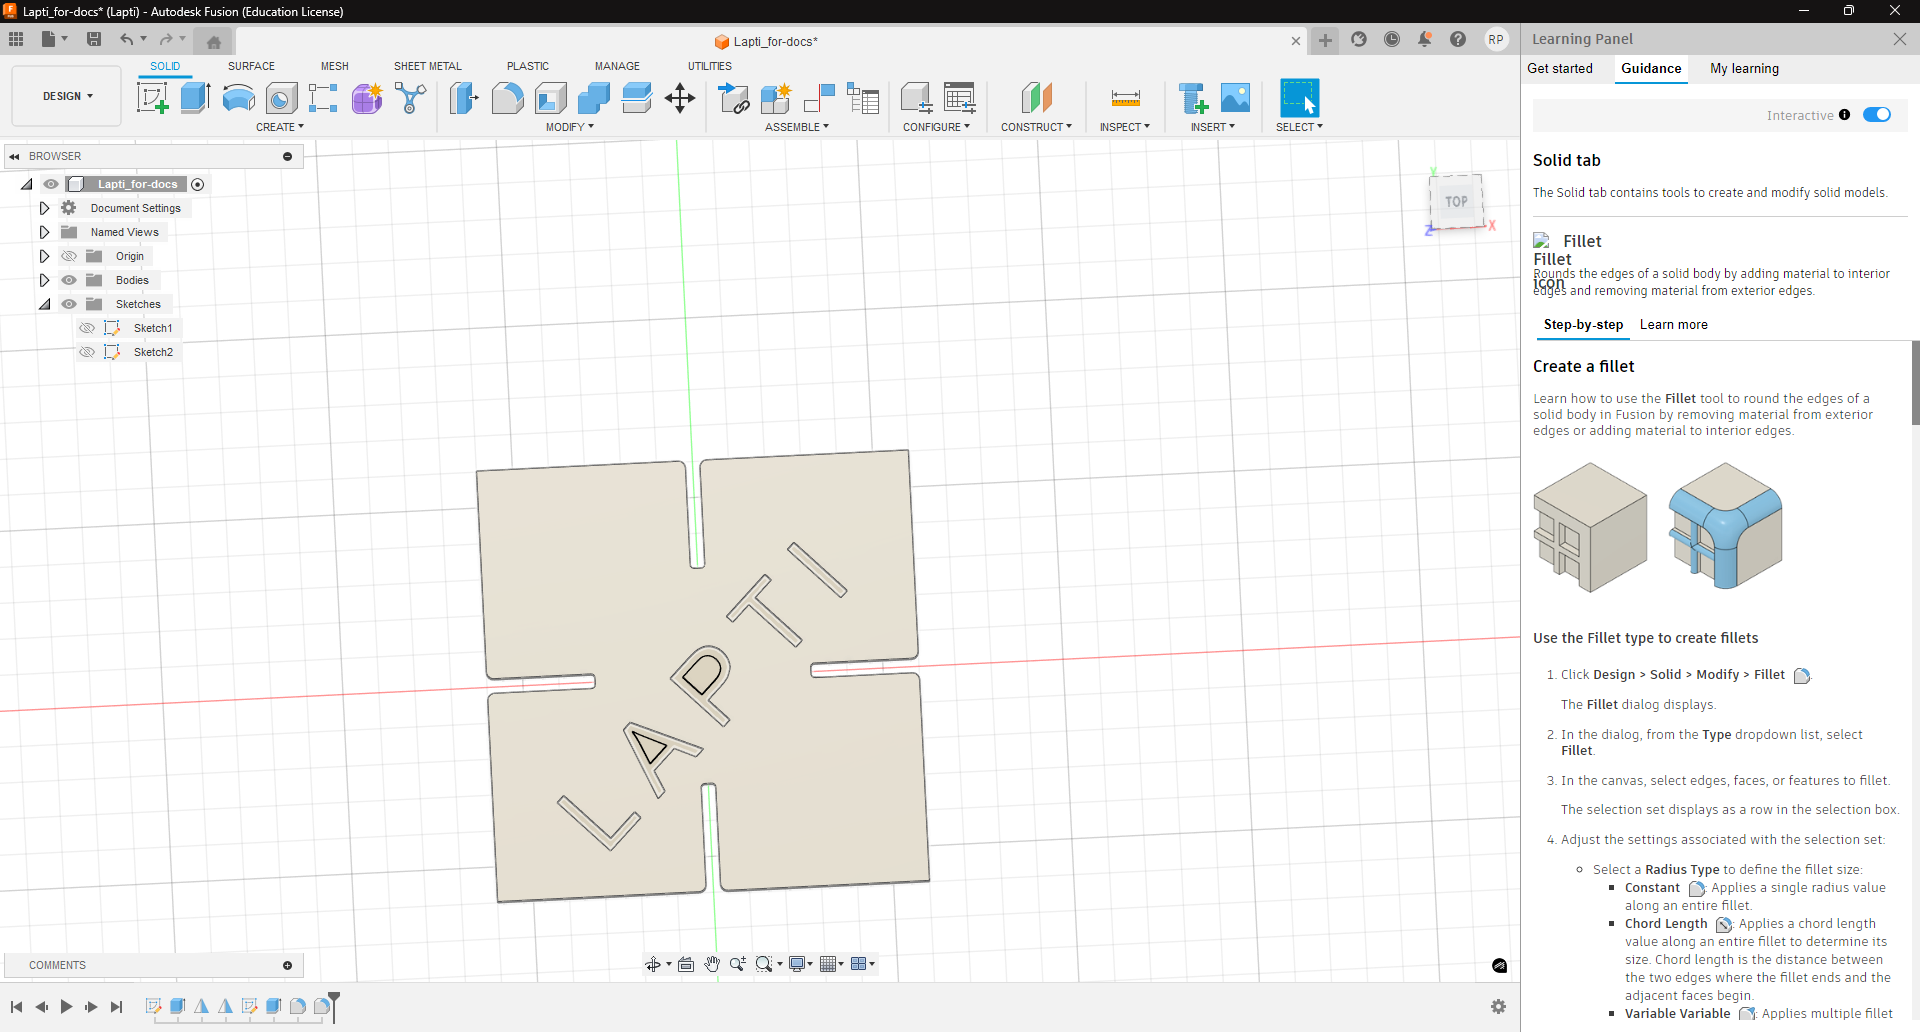 Lapti_for-docs* (Lapti) - Autodesk Fusion (Education License)
Lapti_for-docs*
RP
DESIGN
SOLID SURFACE MESH SHEET METAL PLASTIC MANAGE UTILITIES
CREATE MODIFY ASSEMBLE CONFIGURE CONSTRUCT INSPECT INSERT SELECT
BROWSER
Lapti_for-docs
Document Settings
Named Views
Origin
Bodies
Sketches
Sketch1
Sketch2
Y
TOP
Z X
LAPTI
COMMENTS
Learning Panel
Get started Guidance My learning
Interactive
Solid tab
The Solid tab contains tools to create and modify solid models.
Fillet
Fillet
icon
Rounds the edges of a solid body by adding material to interior
edges and removing material from exterior edges.
Step-by-step Learn more
Create a fillet
Learn how to use the Fillet tool to round the edges of a
solid body in Fusion by removing material from exterior
edges or adding material to interior edges.
Use the Fillet type to create fillets
1. Click Design > Solid > Modify > Fillet .
The Fillet dialog displays.
2. In the dialog, from the Type dropdown list, select
Fillet.
3. In the canvas, select edges, faces, or features to fillet.
The selection set displays as a row in the selection box.
4. Adjust the settings associated with the selection set:
Select a Radius Type to define the fillet size:
Constant : Applies a single radius value
along an entire fillet.
Chord Length : Applies a chord length
value along an entire fillet to determine its
size. Chord length is the distance between
the two edges where the fillet ends and the
adjacent faces begin.
Variable Variable : Applies multiple fillet